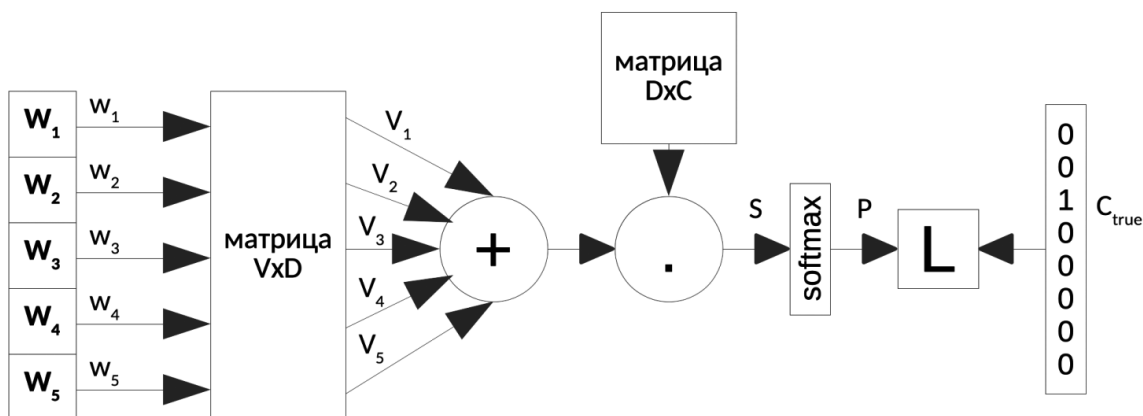 W₁
W₂
W₃
W₄
W₅
w₁
w₂
w₃
w₄
w₅
матрица
VxD
V₁
V₂
V₃
V₄
V₅
+
матрица
DxC
.
S
softmax
P
L
0
0
1
0
0
0
0
0
C_true